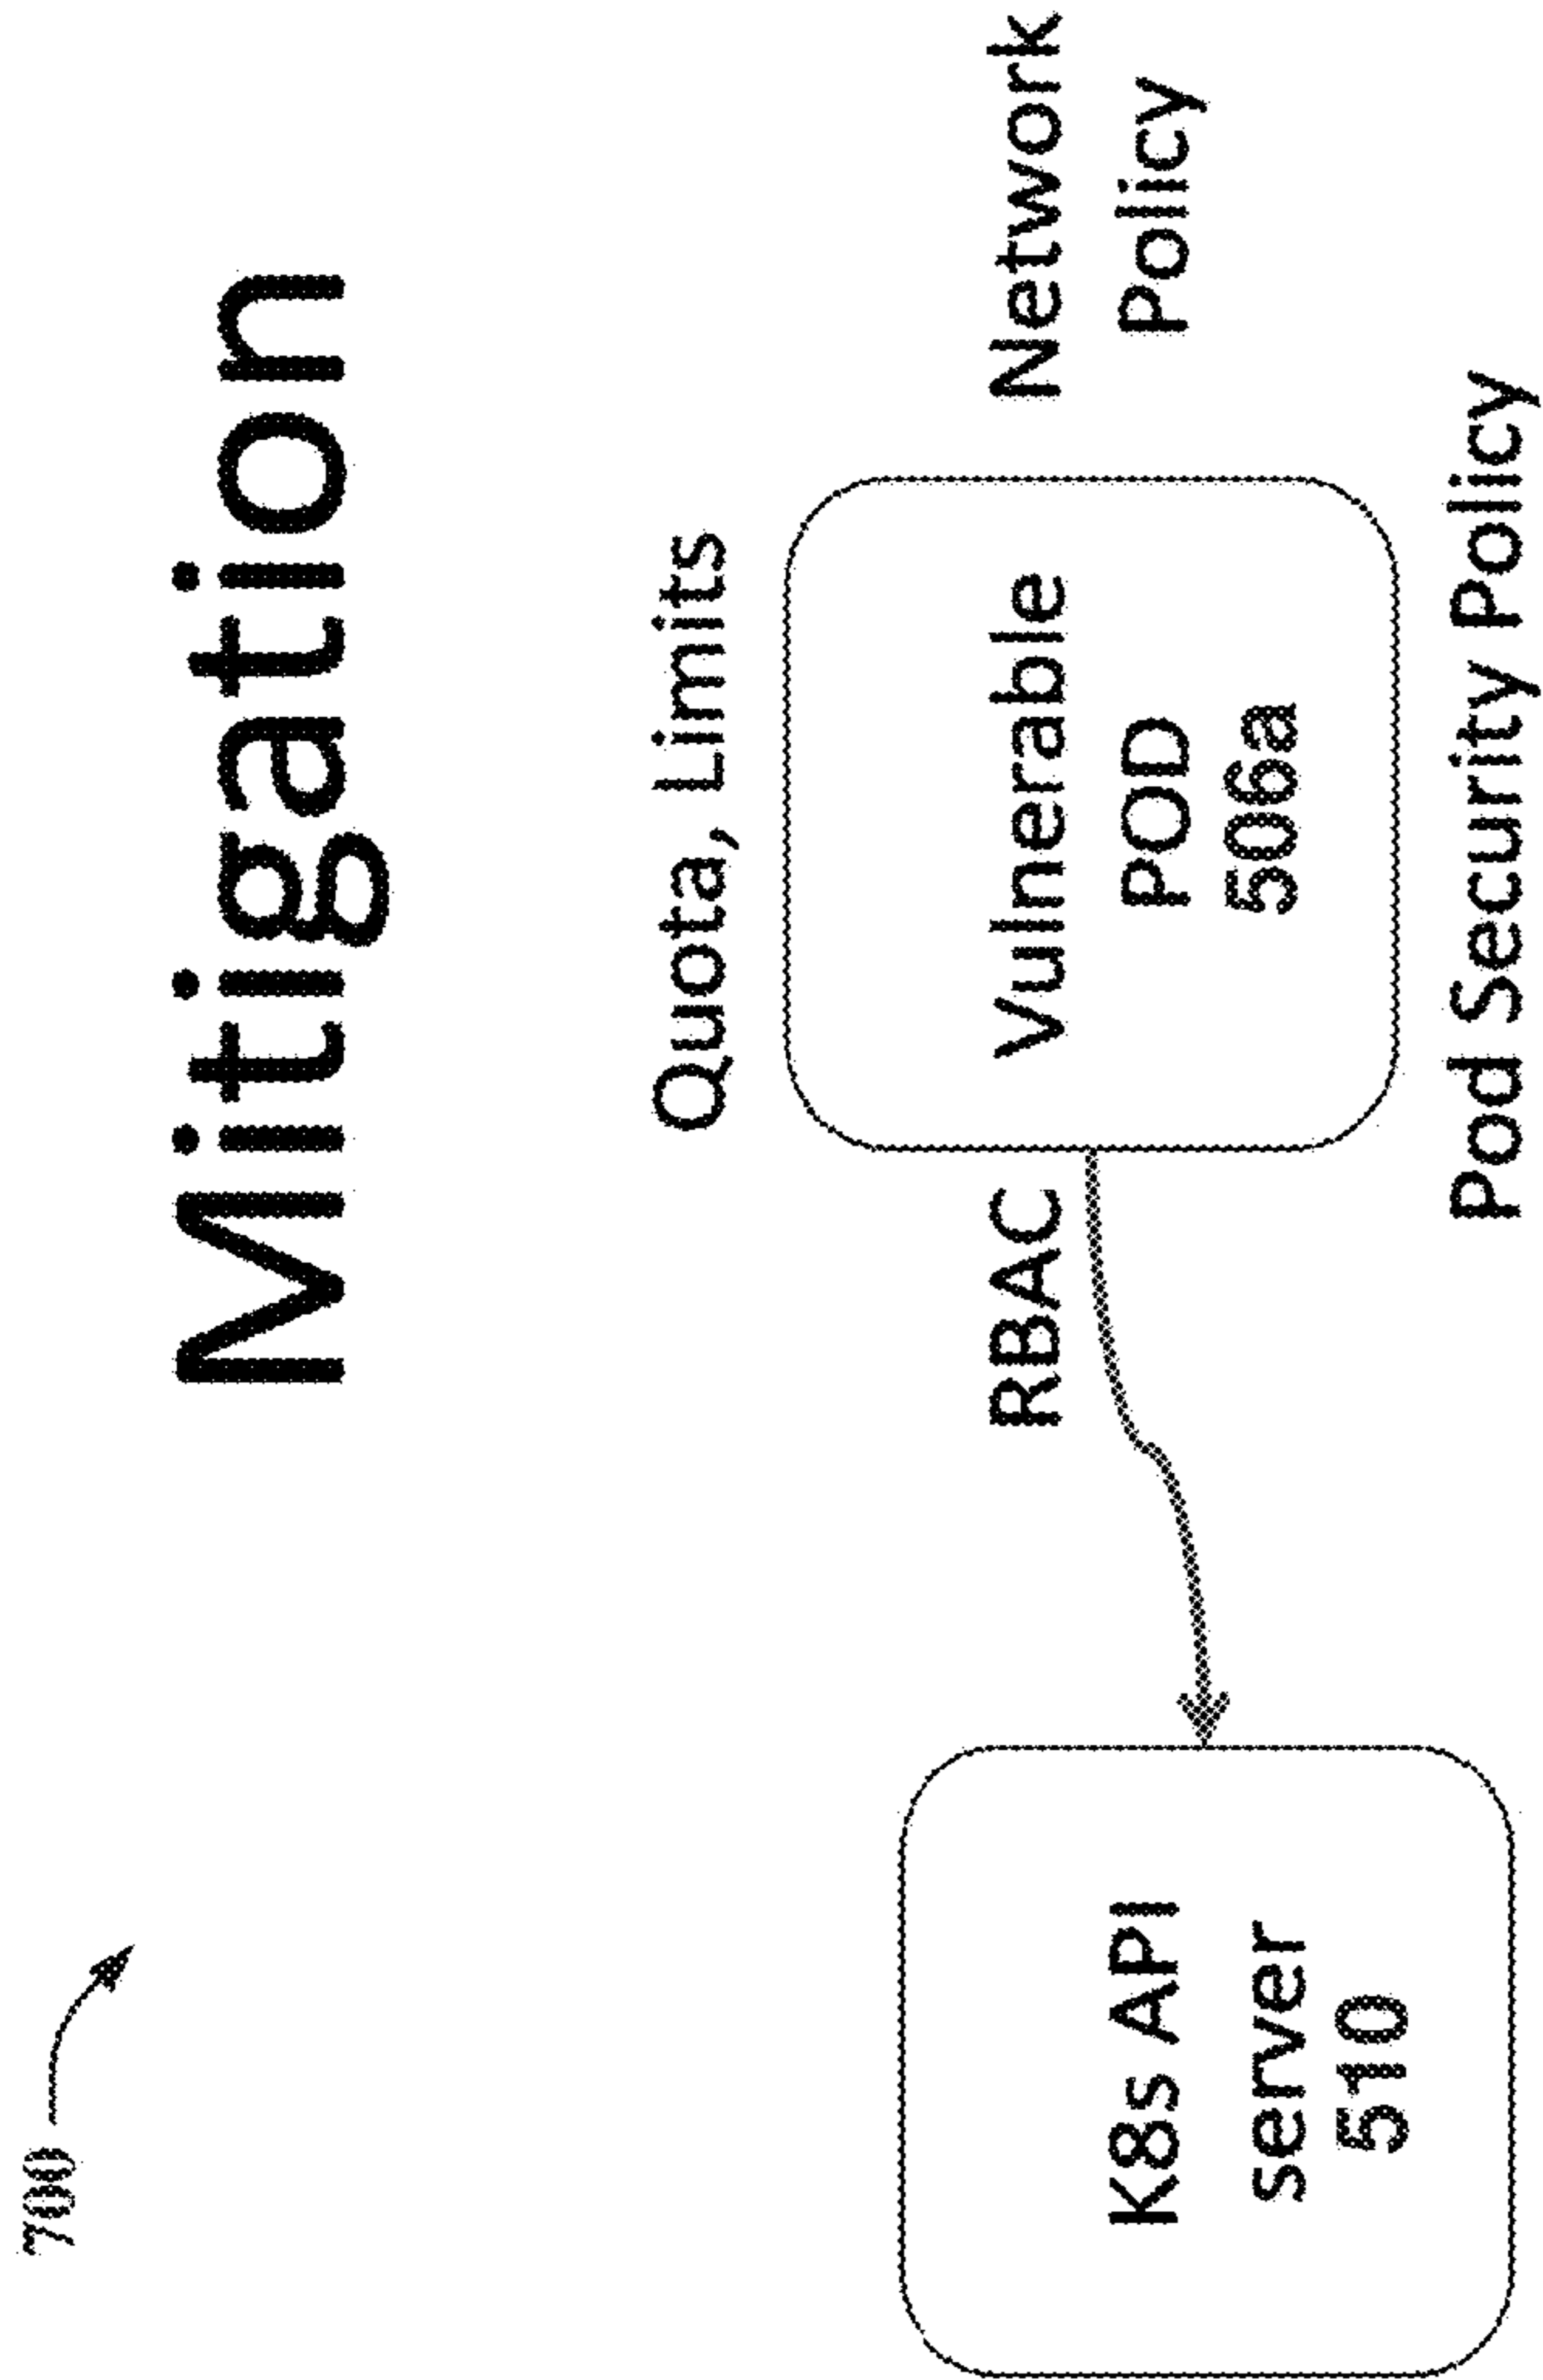 700
Mitigation
Quota, Limits
K8s API
server
510
RBAC
Vulnerable
POD
506a
Network
Policy
Pod Security Policy